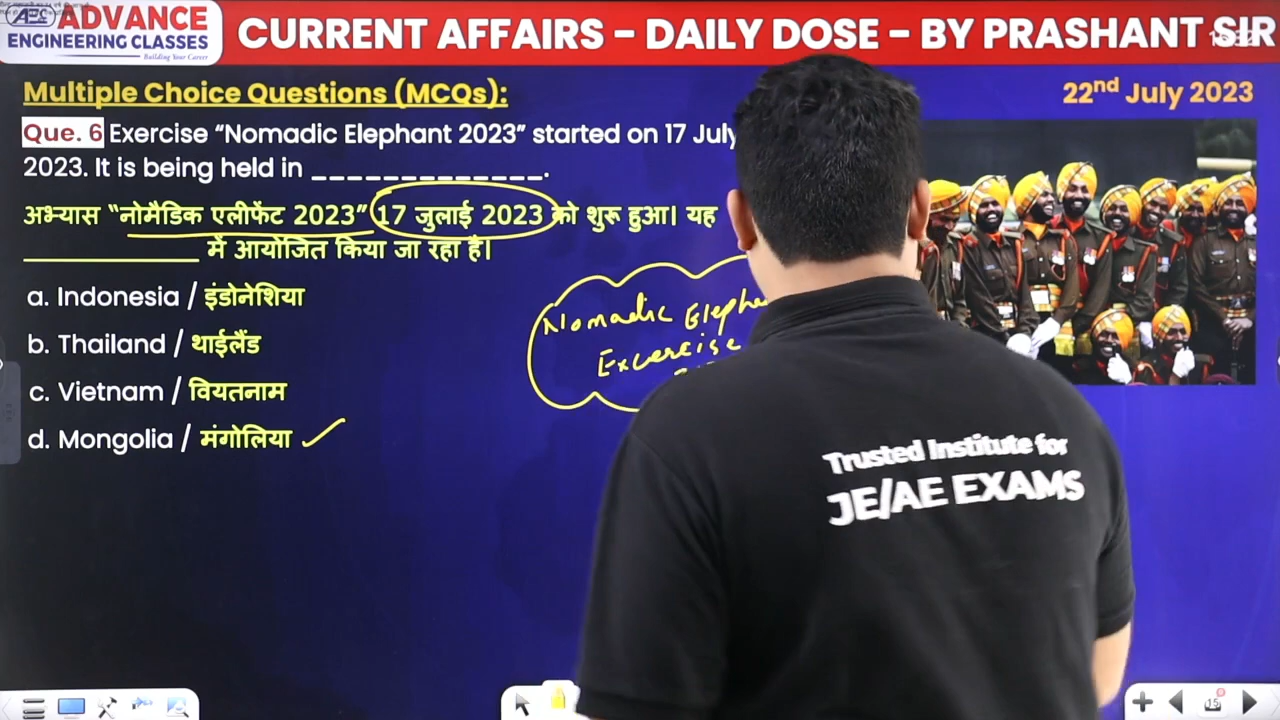 AEC ADVANCE
ENGINEERING CLASSES
Building Your Career
CURRENT AFFAIRS - DAILY DOSE - BY PRASHANT SIR
Multiple Choice Questions (MCQs):
22nd July 2023
Que. 6 Exercise “Nomadic Elephant 2023” started on 17 July
2023. It is being held in _____________.
अभ्यास “नोमैडिक एलीफेंट 2023” 17 जुलाई 2023 को शुरू हुआ। यह
_____________ में आयोजित किया जा रहा है।
a. Indonesia / इंडोनेशिया
b. Thailand / थाईलैंड
c. Vietnam / वियतनाम
d. Mongolia / मंगोलिया
Nomadic
Excercise
Trusted Institute for
JE/AE EXAMS
15